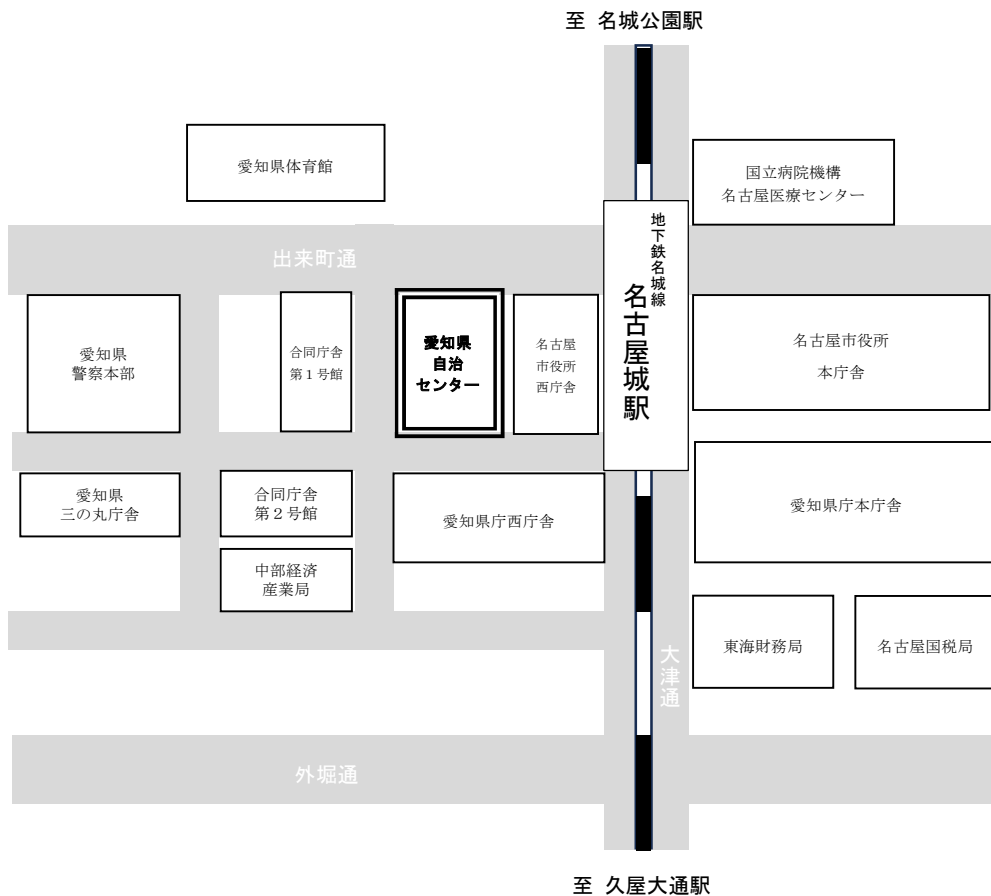 至 名城公園駅
愛知県体育館
国立病院機構
名古屋医療センター
地下鉄名城線
名古屋城駅
出来町通
愛知県
警察本部
合同庁舎
第1号館
愛知県
自治
センター
名古屋
市役所
西庁舎
名古屋市役所
本庁舎
愛知県
三の丸庁舎
合同庁舎
第2号館
愛知県庁西庁舎
愛知県庁本庁舎
中部経済
産業局
東海財務局
名古屋国税局
大津通
外堀通
至 久屋大通駅